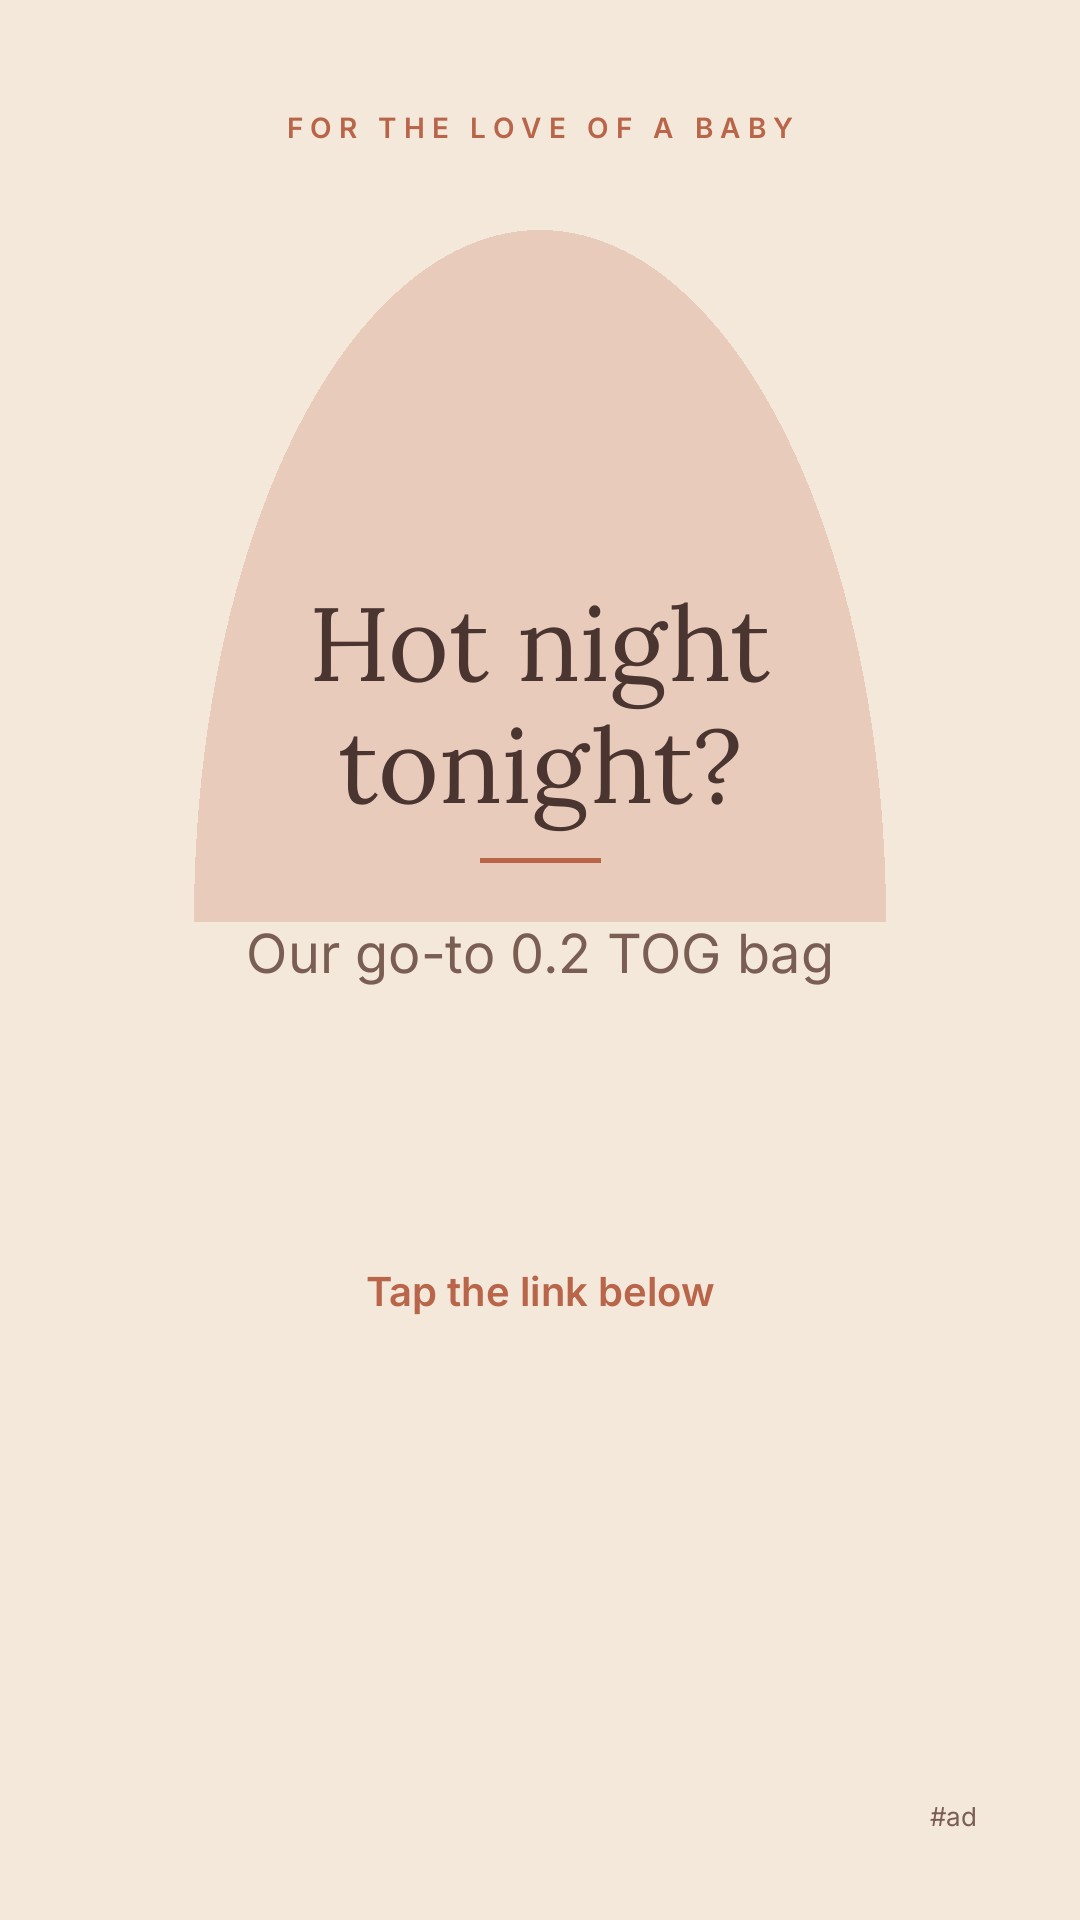 FOR THE LOVE OF A BABY
Hot night
tonight?
Our go-to 0.2 TOG bag
Tap the link below
#ad